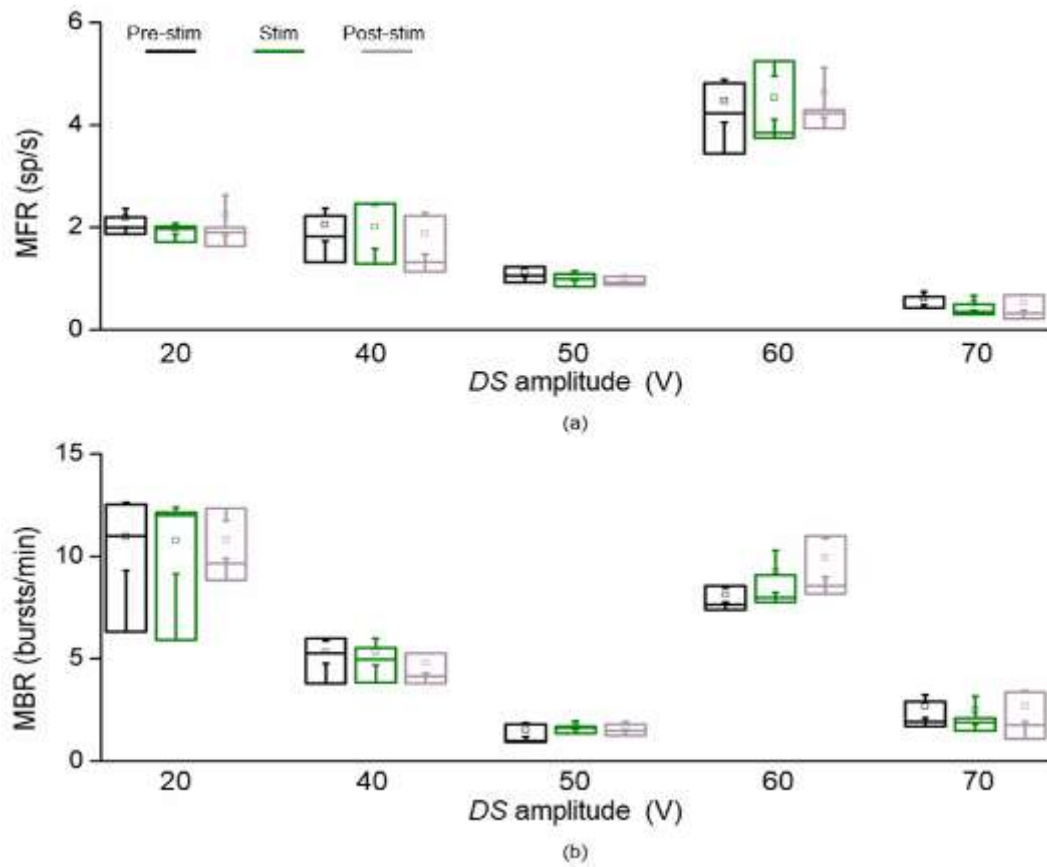 6
Pre-stim Stim Post-stim
4
MFR (sp/s)
2
0
20 40 50 60 70
DS amplitude (V)
(a)
15
10
MBR (bursts/min)
5
0
20 40 50 60 70
DS amplitude (V)
(b)